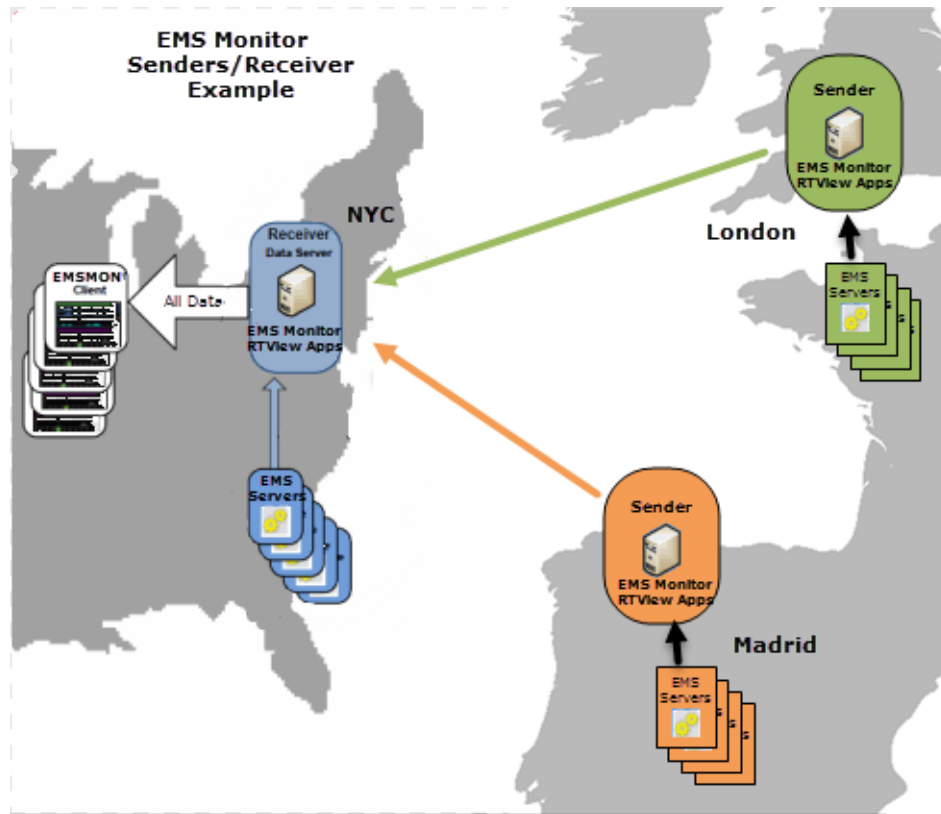 EMS Monitor
Senders/Receiver
Example
Sender
EMS Monitor
RTView Apps
London
EMS
Servers
NYC
Receiver
Data Server
EMS Monitor
RTView Apps
EMSMON
Client
All Data
EMS
Servers
Sender
EMS Monitor
RTView Apps
Madrid
EMS
Servers